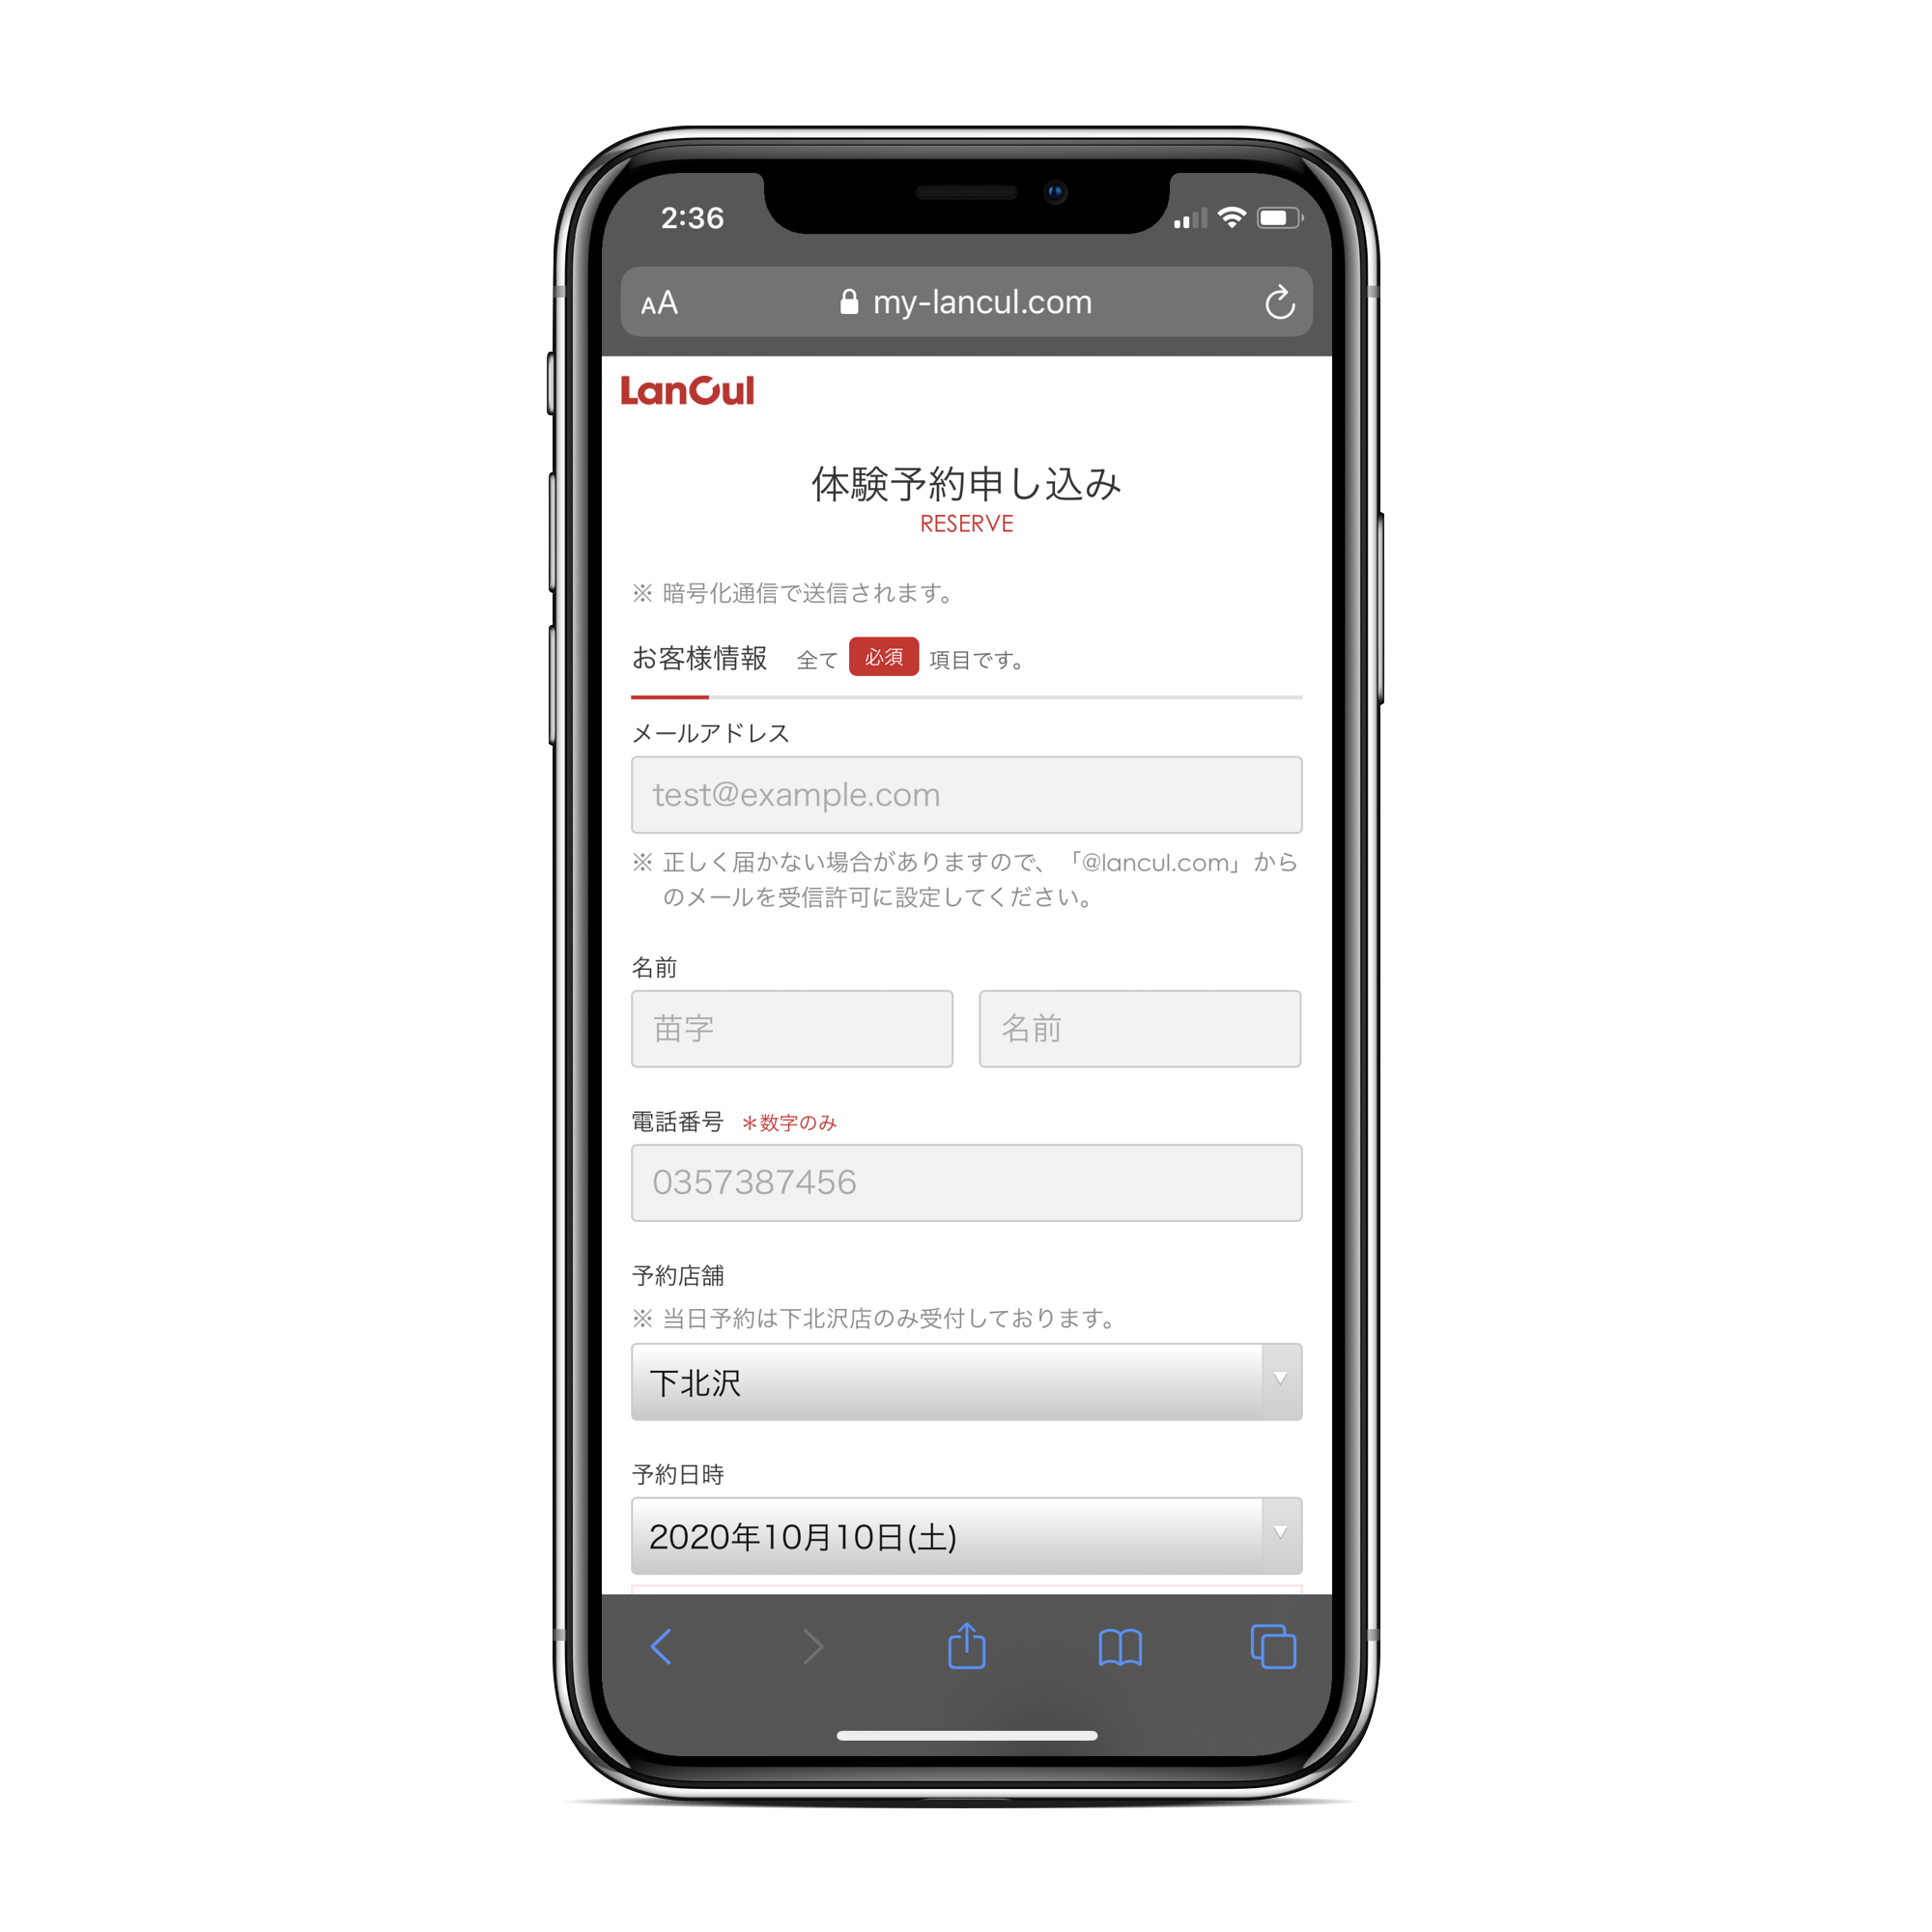 2:36
AA my-lancul.com
LanCul
体験予約申し込み
RESERVE
※ 暗号化通信で送信されます。
お客様情報 全て 必須 項目です。
メールアドレス
test@example.com
※ 正しく届かない場合がありますので、「@lancul.com」から
のメールを受信許可に設定してください。
名前
苗字 名前
電話番号 ＊数字のみ
0357387456
予約店舗
※ 当日予約は下北沢店のみ受付しております。
下北沢
予約日時
2020年10月10日(土)